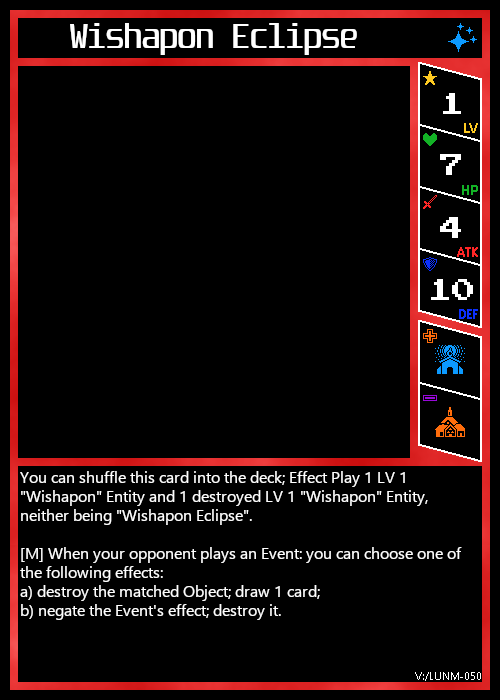 Wishapon Eclipse
1
LV
7
HP
4
ATK
10
DEF
You can shuffle this card into the deck; Effect Play 1 LV 1
"Wishapon" Entity and 1 destroyed LV 1 "Wishapon" Entity,
neither being "Wishapon Eclipse".
[M] When your opponent plays an Event: you can choose one of
the following effects:
a) destroy the matched Object; draw 1 card;
b) negate the Event's effect; destroy it.
V:/LUNM-050